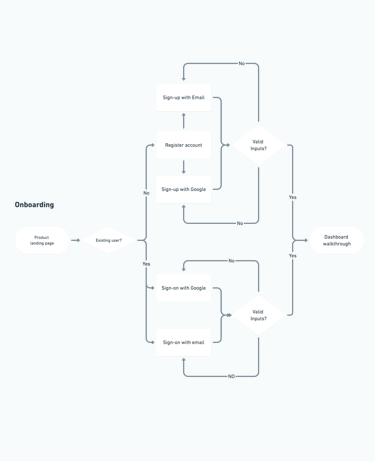 No
Sign-up with Email
Register account
Valid
Inputs?
Sign-up with Google
No
Yes
No
Onboarding
Product
landing page
Existing user?
Dashboard
walkthrough
Yes
Yes
No
Sign-on with Google
Valid
Inputs?
Sign-on with email
NO